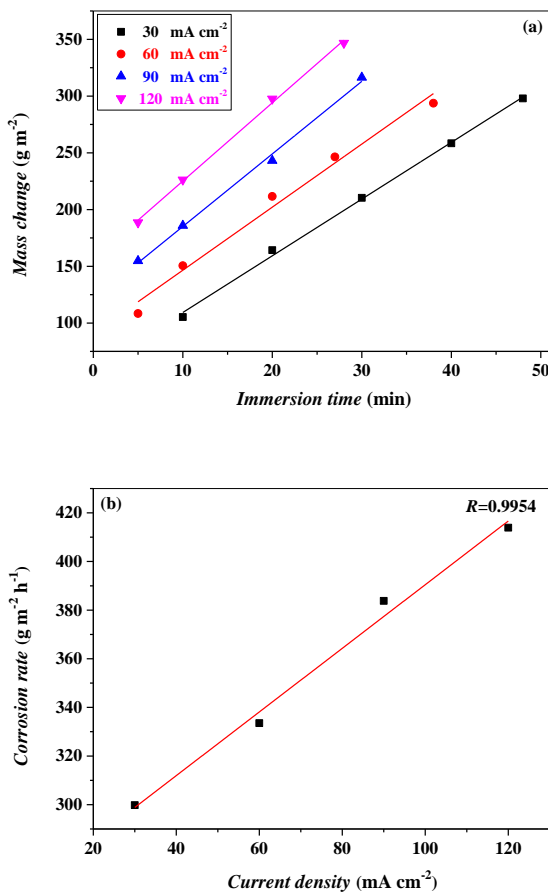 30 mA cm⁻²
60 mA cm⁻²
90 mA cm⁻²
120 mA cm⁻²
(a)
350
300
250
200
150
100
Mass change (g m⁻²)
0 10 20 30 40 50
Immersion time (min)
(b)
R=0.9954
420
400
380
360
340
320
300
Corrosion rate (g m⁻² h⁻¹)
20 40 60 80 100 120
Current density (mA cm⁻²)